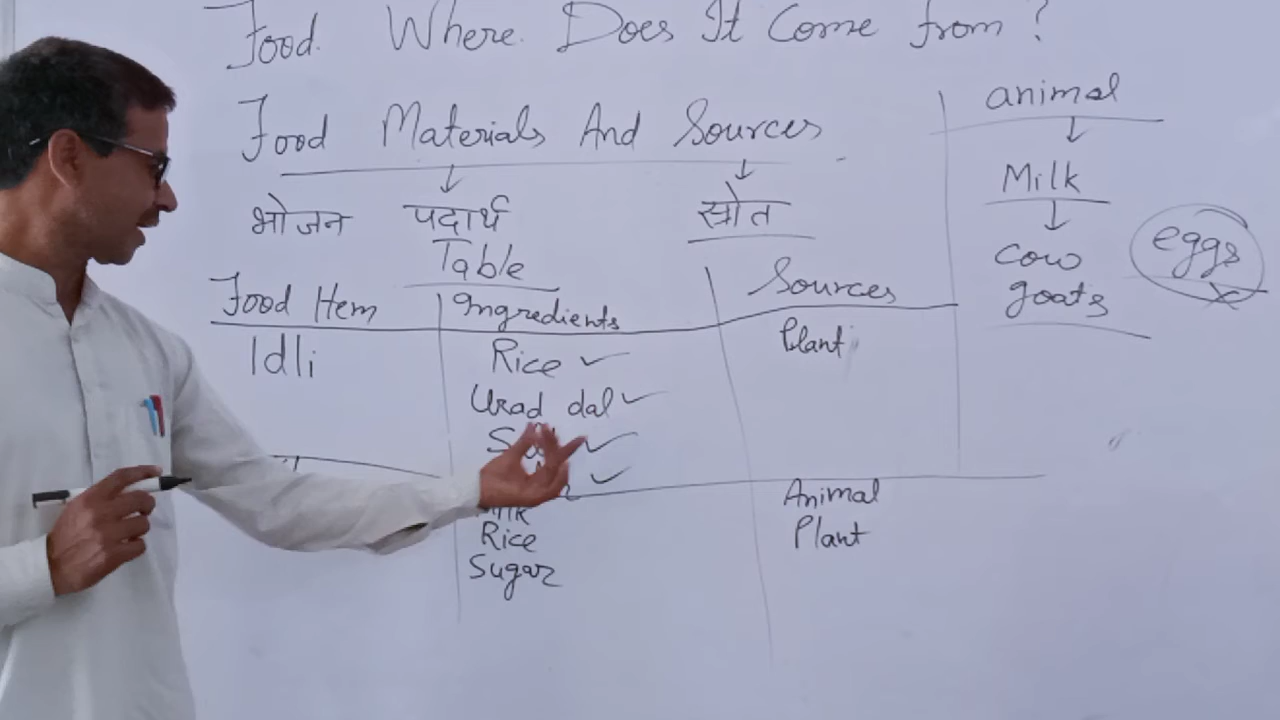 Food. Where Does It Come from?
Food Materials And Sources
भोजन पदार्थ स्रोत
Table
Food Item Ingredients Sources
Idli Rice Plant
Urad dal
Milk Animal
Rice Plant
Sugar
animal
Milk
cow
goats
eggs